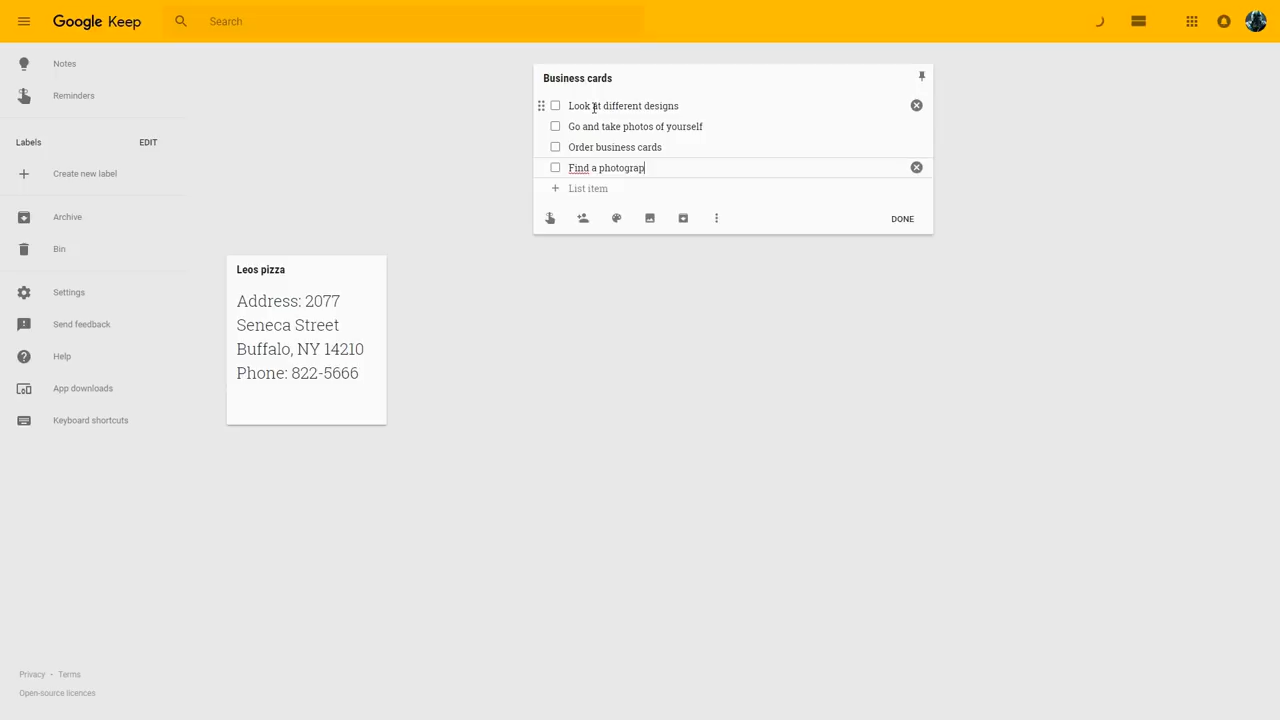 Google Keep
Search
Notes
Reminders
Labels
EDIT
Create new label
Archive
Bin
Settings
Send feedback
Help
App downloads
Keyboard shortcuts
Privacy • Terms
Open-source licences
Business cards
Look at different designs
Go and take photos of yourself
Order business cards
Find a photograp
List item
DONE
Leos pizza
Address: 2077
Seneca Street
Buffalo, NY 14210
Phone: 822-5666